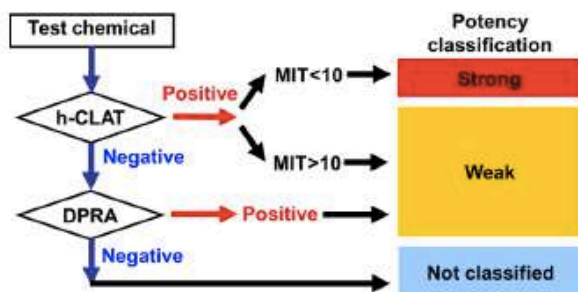 Potency
classification
Test chemical
Strong
MIT<10
Positive
h-CLAT
Negative
MIT>10
Weak
DPRA
Positive
Negative
Not classified